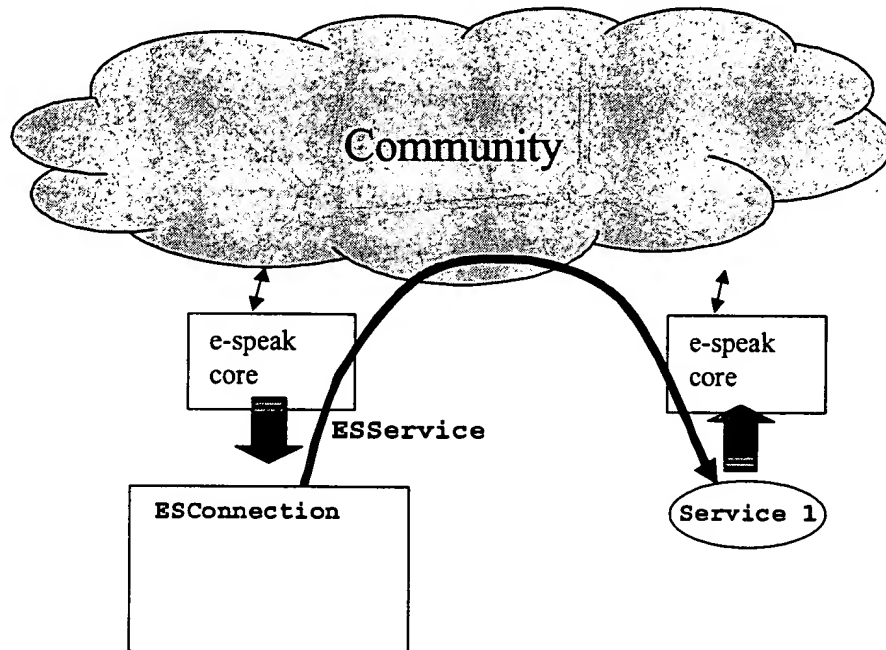 Community
e-speak
core
e-speak
core
ESService
ESConnection
Service 1